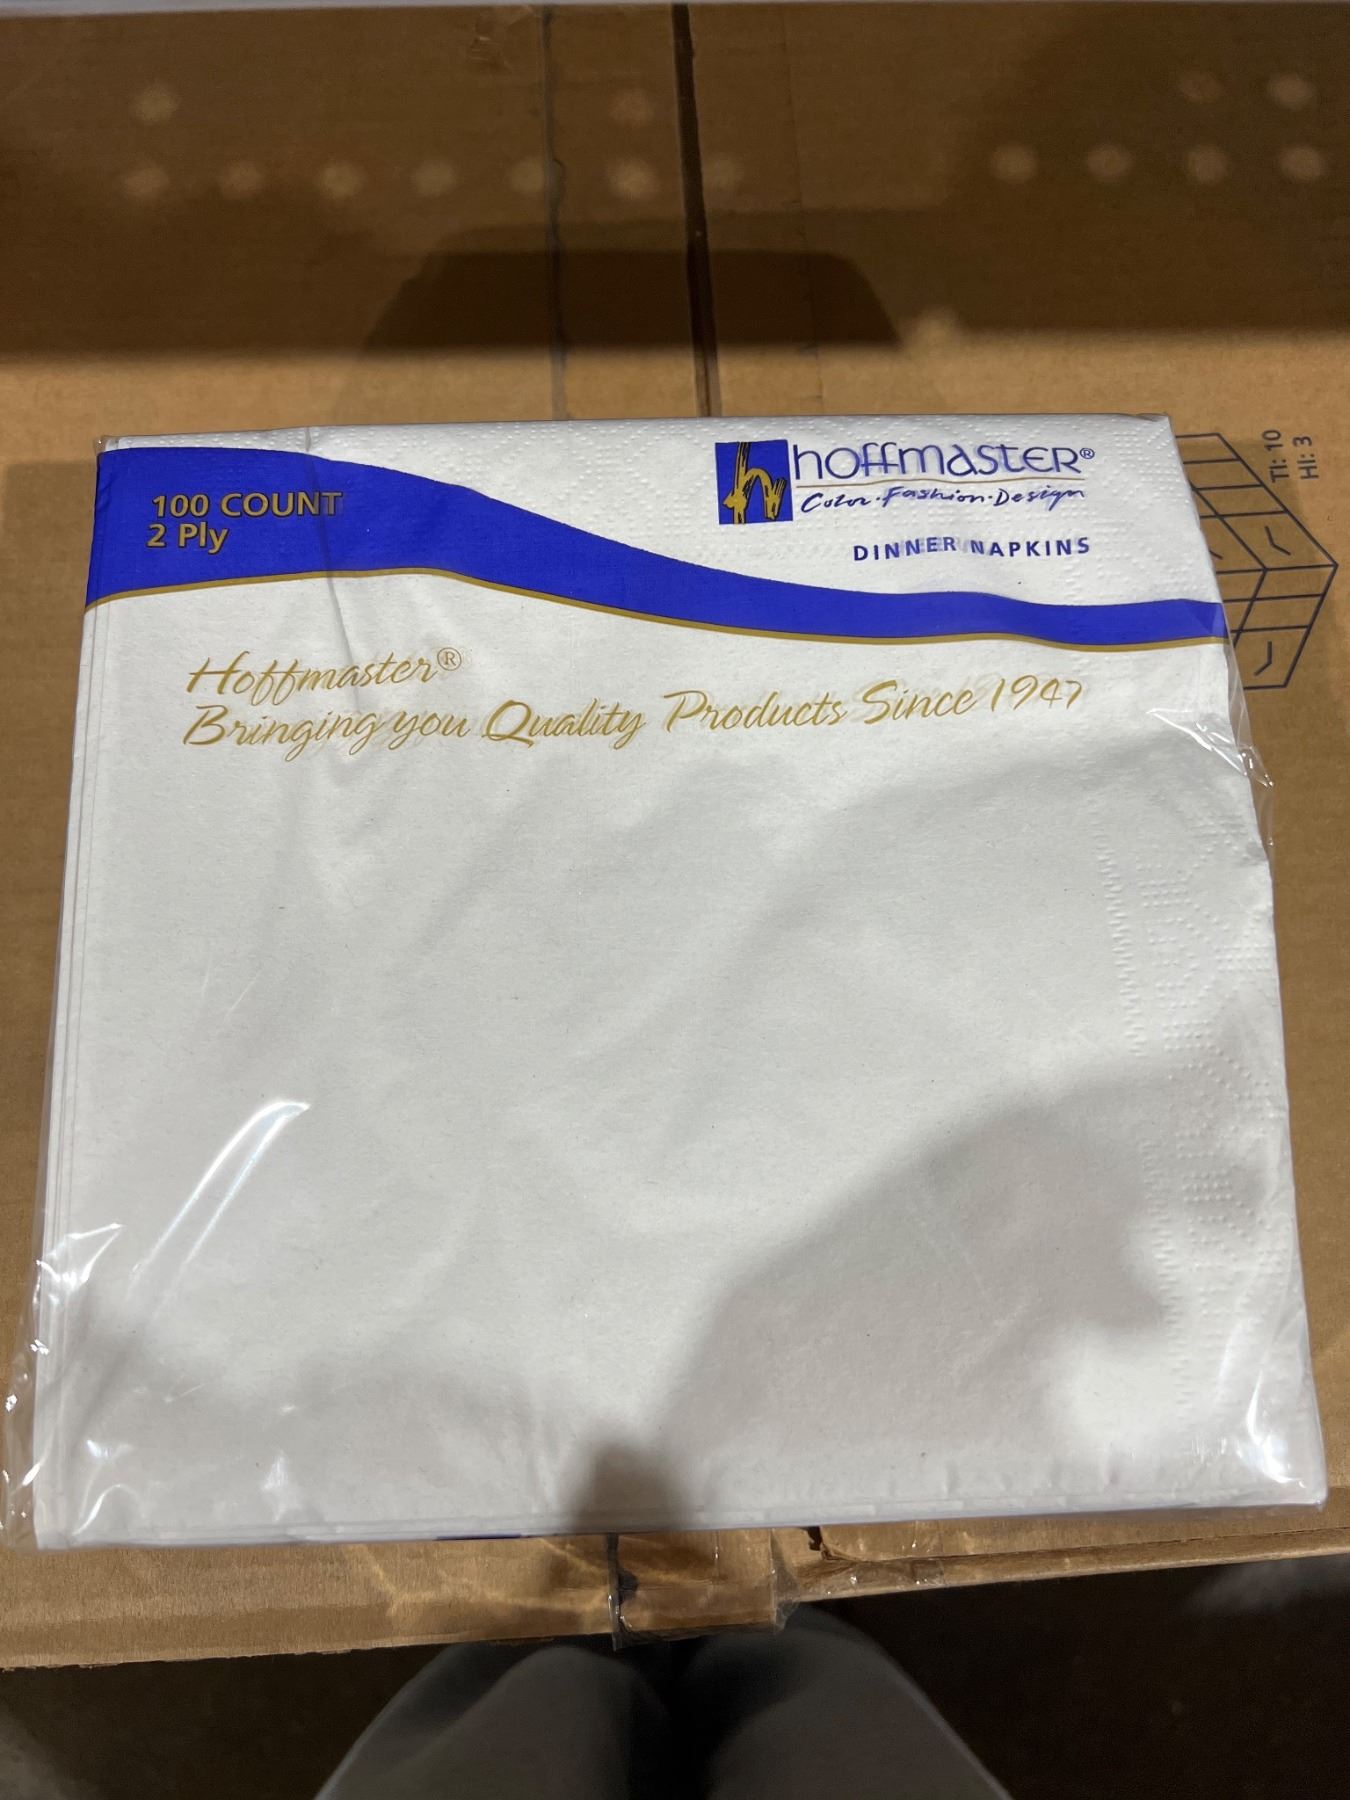 100 COUNT
2 Ply
h
hoffmaster®
Color·Fashion·Design
DINNER NAPKINS
Hoffmaster®
Bringing you Quality Products Since 1947
TI: 10
HI: 3